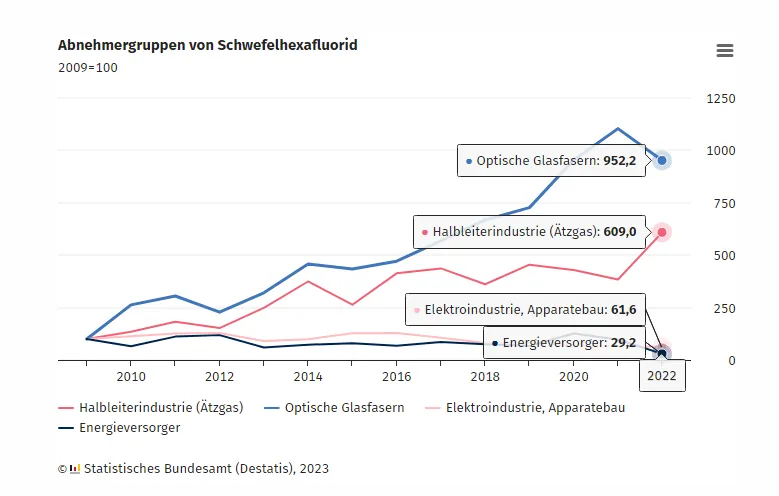 Abnehmergruppen von Schwefelhexafluorid
2009=100
1250
1000
750
500
250
0
Optische Glasfasern: 952,2
Halbleiterindustrie (Ätzgas): 609,0
Elektroindustrie, Apparatebau: 61,6
Energieversorger: 29,2
2010 2012 2014 2016 2018 2020 2022
Halbleiterindustrie (Ätzgas) Optische Glasfasern Elektroindustrie, Apparatebau
Energieversorger
© Statistisches Bundesamt (Destatis), 2023